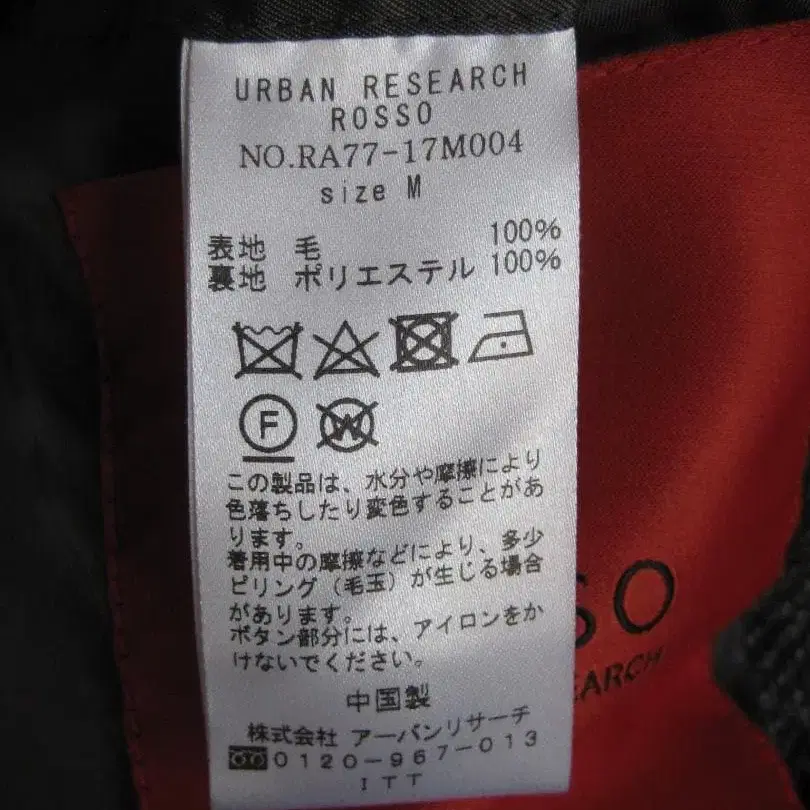 URBAN RESEARCH
ROSSO
NO.RA77-17M004
size M
表地 毛 100%
裏地 ポリエステル 100%
F
W
この製品は、水分や摩擦により
色落ちしたり変色することがあ
ります。
着用中の摩擦などにより、多少
ピリング（毛玉）が生じる場合
があります。
ボタン部分には、アイロンをか
けないでください。
中国製
株式会社 アーバンリサーチ
0120-967-013
ITT
SO
EARCH